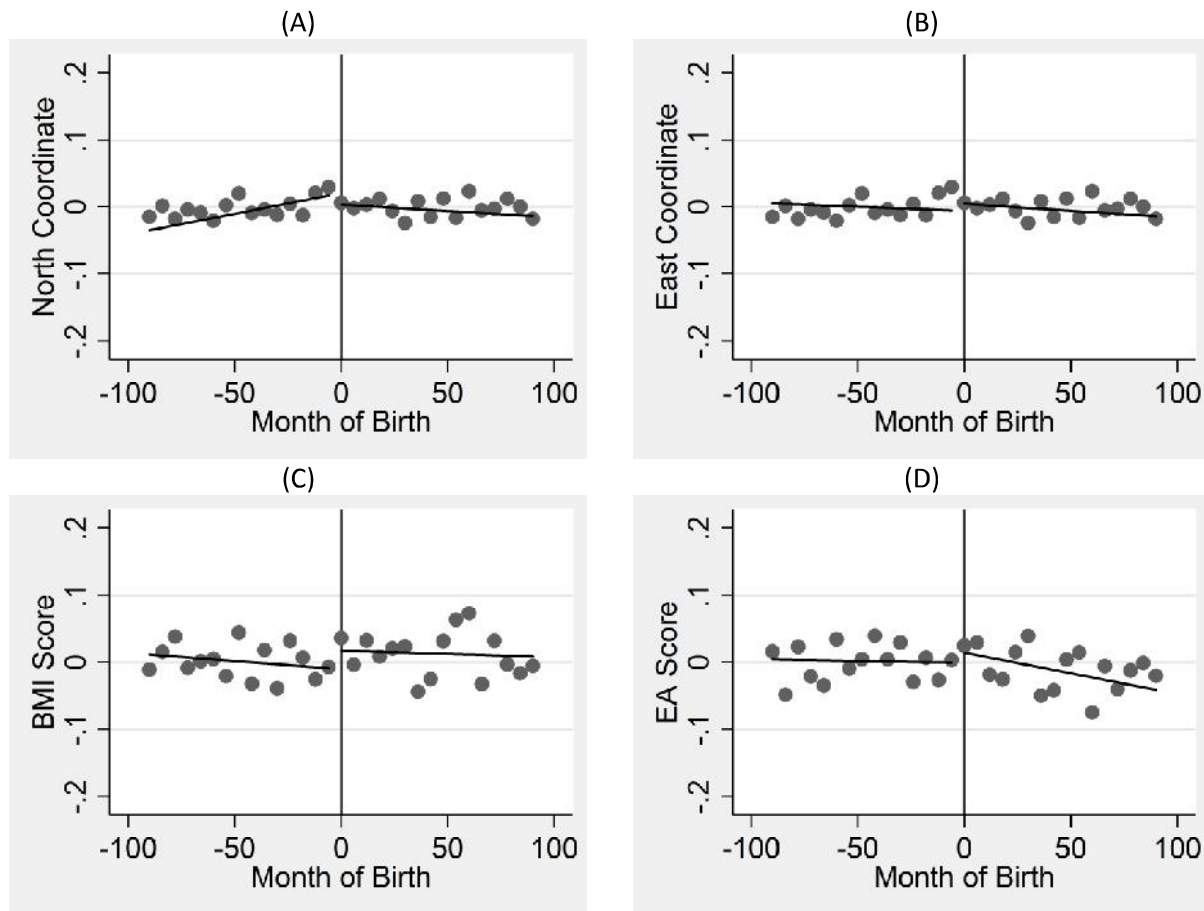 (A)
North Coordinate
.2
.1
0
-.1
-.2
-100 -50 0 50 100
Month of Birth
(B)
East Coordinate
.2
.1
0
-.1
-.2
-100 -50 0 50 100
Month of Birth
(C)
BMI Score
.2
.1
0
-.1
-.2
-100 -50 0 50 100
Month of Birth
(D)
EA Score
.2
.1
0
-.1
-.2
-100 -50 0 50 100
Month of Birth